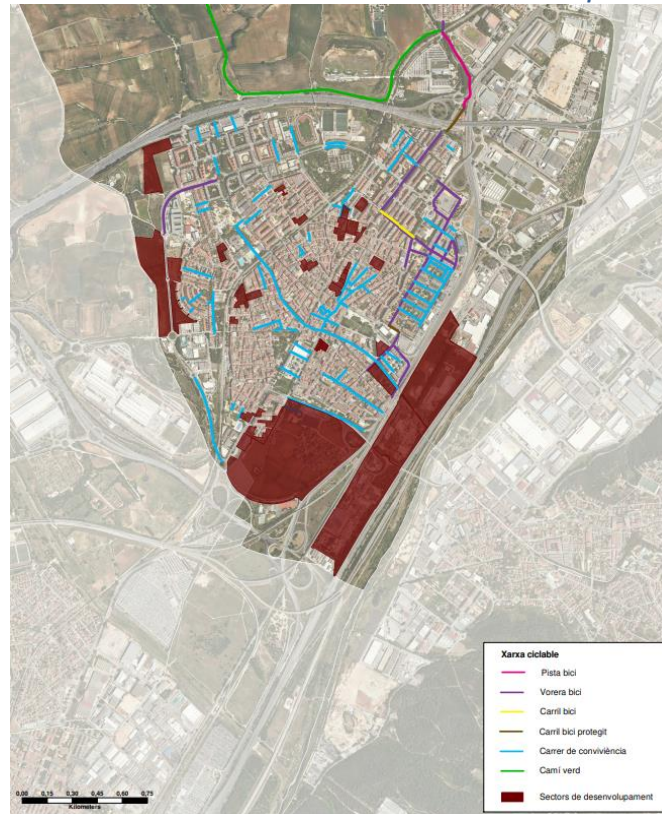 Xarxa ciclable
Pista bici
Vorera bici
Carril bici
Carril bici protegit
Carrer de convivència
Camí verd
Sectors de desenvolupament
0,00 0,15 0,30 0,45 0,60 0,75
Kilometers